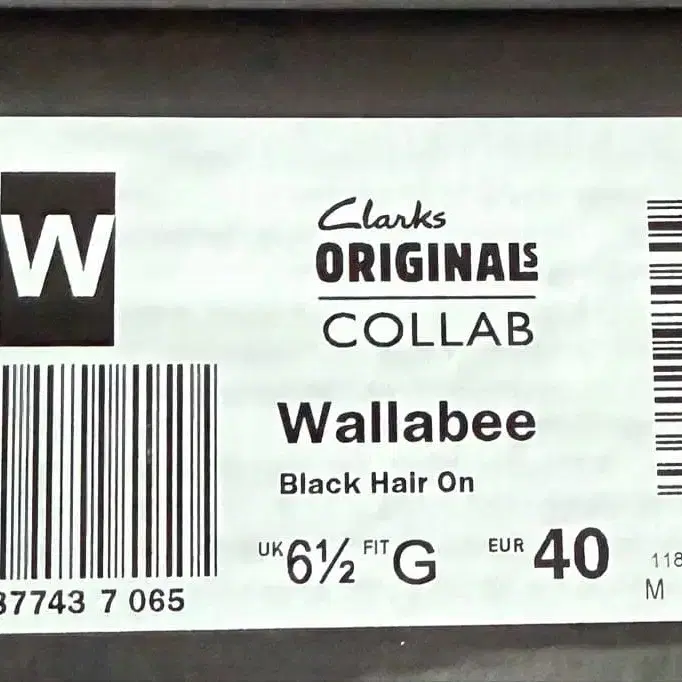 W
Clarks
ORIGINALS
COLLAB
Wallabee
Black Hair On
UK 6½ FIT G EUR 40
37743 7 065
118
M